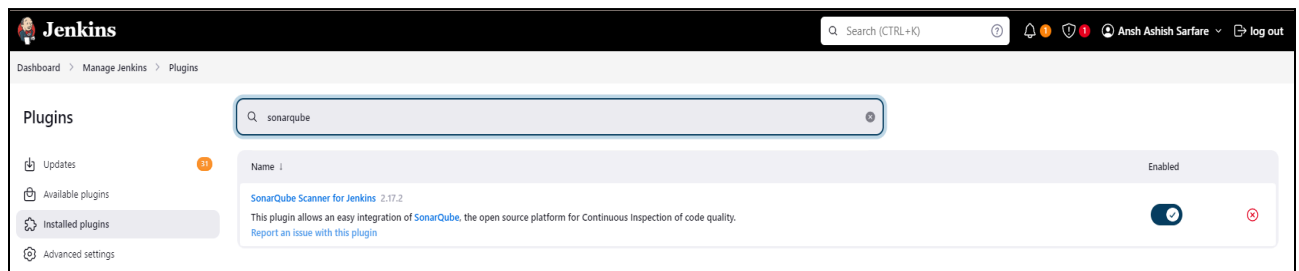 Jenkins
Search (CTRL+K)
1
1
Ansh Ashish Sarfare
log out
Dashboard > Manage Jenkins > Plugins
Plugins
sonarqube
Updates
31
Available plugins
Installed plugins
Advanced settings
Name ↓
Enabled
SonarQube Scanner for Jenkins 2.17.2
This plugin allows an easy integration of SonarQube, the open source platform for Continuous Inspection of code quality.
Report an issue with this plugin